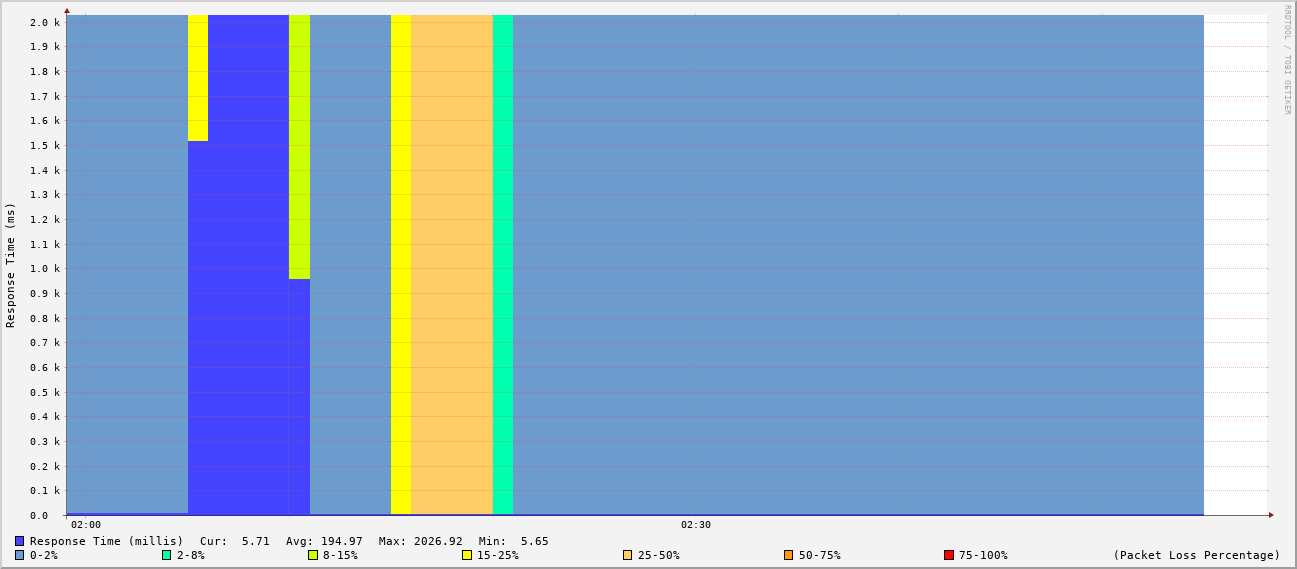 RRDTOOL / TOBI OETIKER
Response Time (ms)
2.0 k
1.9 k
1.8 k
1.7 k
1.6 k
1.5 k
1.4 k
1.3 k
1.2 k
1.1 k
1.0 k
0.9 k
0.8 k
0.7 k
0.6 k
0.5 k
0.4 k
0.3 k
0.2 k
0.1 k
0.0
02:00 02:30
Response Time (millis) Cur: 5.71 Avg: 194.97 Max: 2026.92 Min: 5.65
0-2% 2-8% 8-15% 15-25% 25-50% 50-75% 75-100% (Packet Loss Percentage)